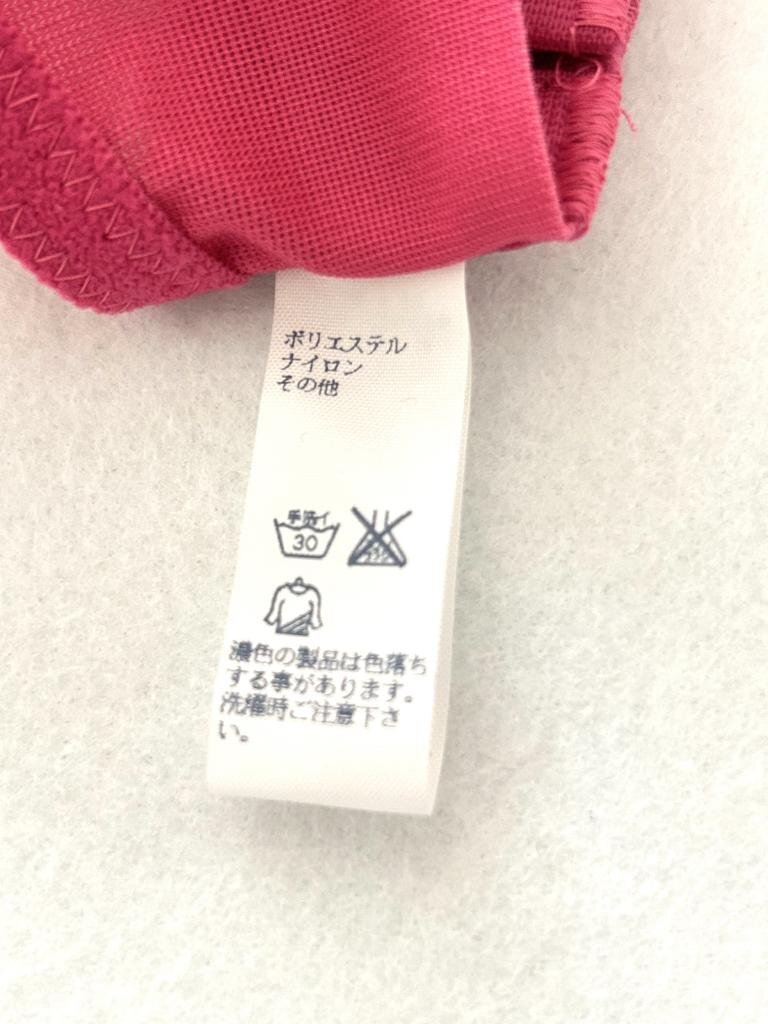 ポリエステル
ナイロン
その他
手洗イ
30
濃色の製品は色落ち
する事があります。
洗濯時ご注意下さ
い。